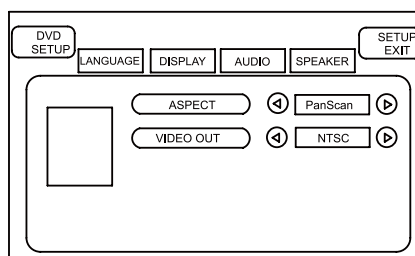 DVD
SETUP
SETUP
EXIT
LANGUAGE
DISPLAY
AUDIO
SPEAKER
ASPECT
PanScan
VIDEO OUT
NTSC